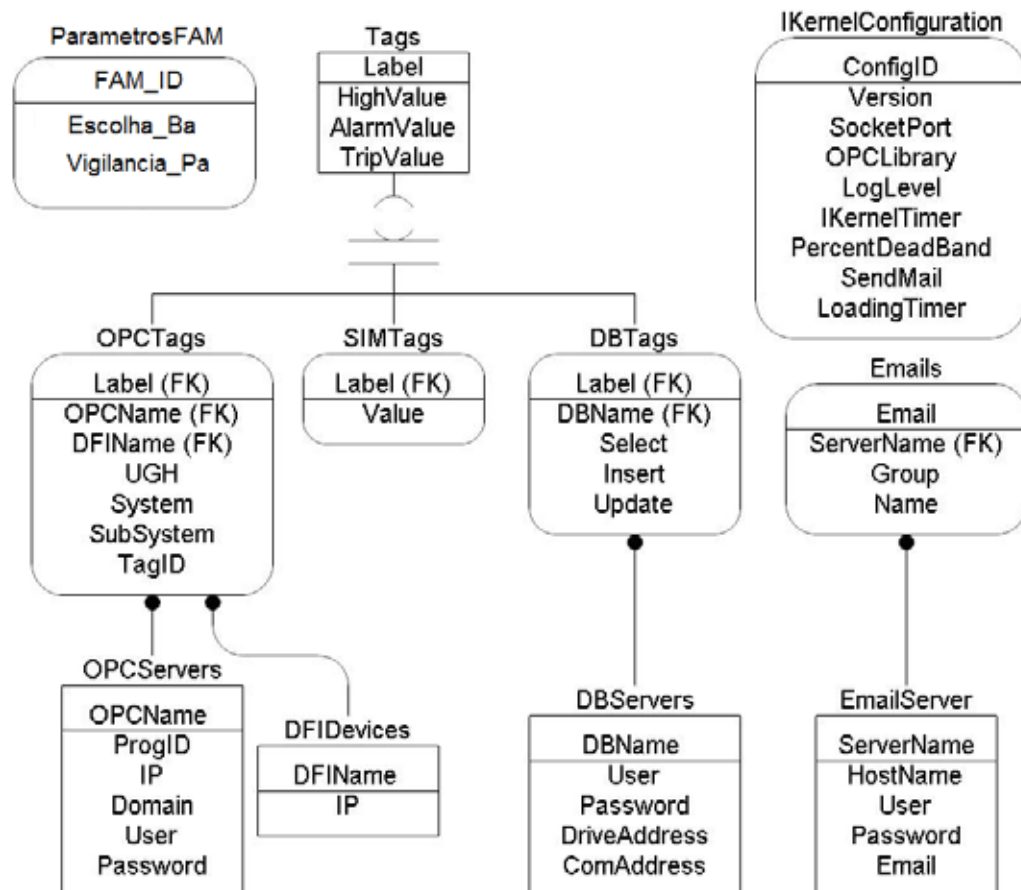 ParametrosFAM
FAM_ID
Escolha_Ba
Vigilancia_Pa
Tags
Label
HighValue
AlarmValue
TripValue
IKernelConfiguration
ConfigID
Version
SocketPort
OPCLibrary
LogLevel
IKernelTimer
PercentDeadBand
SendMail
LoadingTimer
OPCTags
Label (FK)
OPCName (FK)
DFIName (FK)
UGH
System
SubSystem
TagID
SIMTags
Label (FK)
Value
DBTags
Label (FK)
DBName (FK)
Select
Insert
Update
Emails
Email
ServerName (FK)
Group
Name
OPCServers
OPCName
ProgID
IP
Domain
User
Password
DFIDevices
DFIName
IP
DBServers
DBName
User
Password
DriveAddress
ComAddress
EmailServer
ServerName
HostName
User
Password
Email